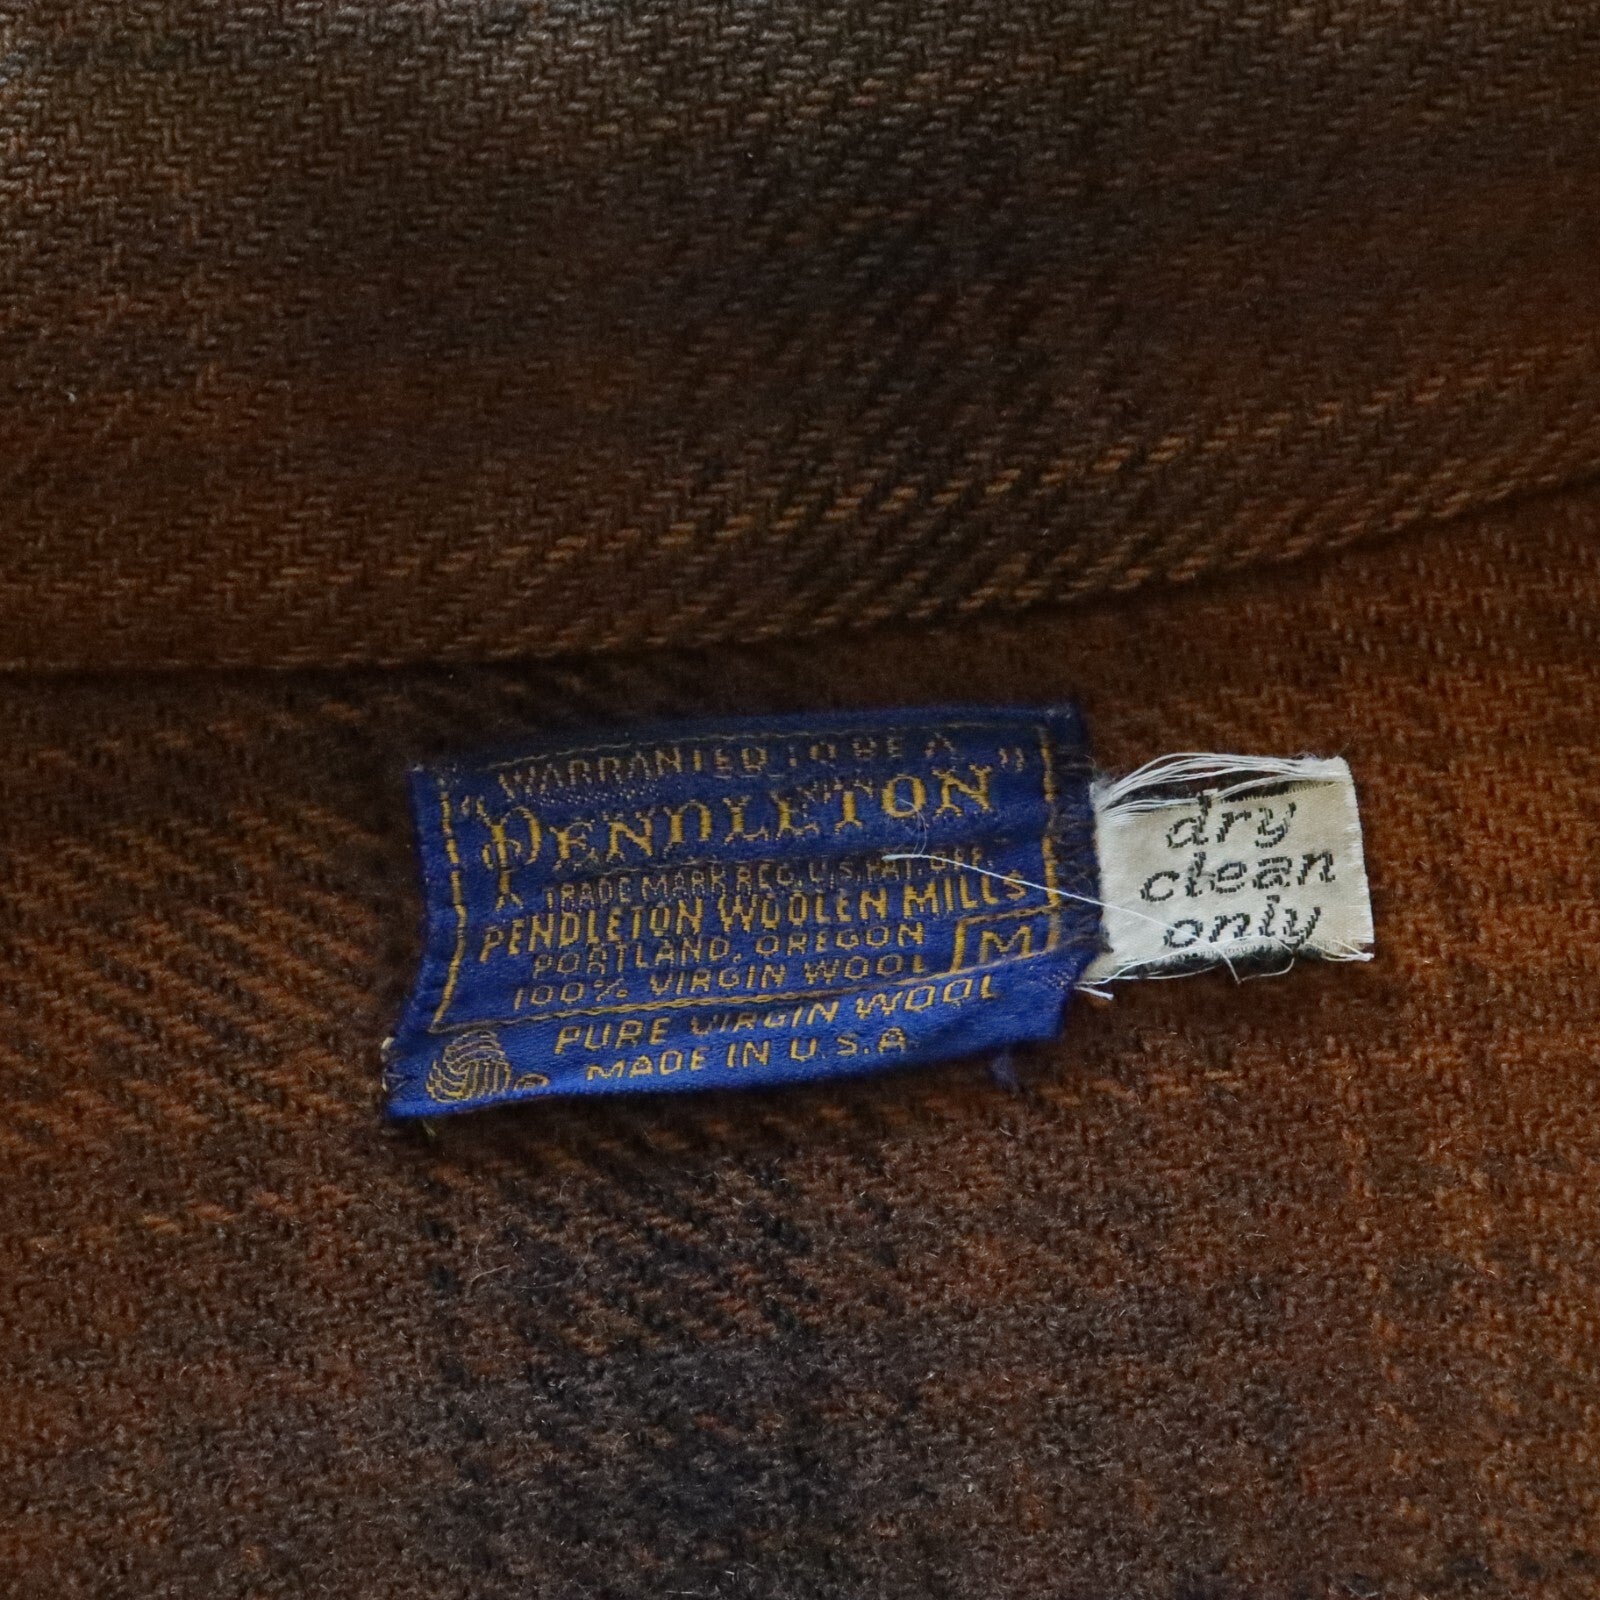 WARRANTED TO BE A
"PENDLETON"
TRADE MARK REG. U.S. PAT. OFF.
PENDLETON WOOLEN MILLS
PORTLAND, OREGON
100% VIRGIN WOOL
M
PURE VIRGIN WOOL
®
MADE IN U.S.A.
dry
clean
only